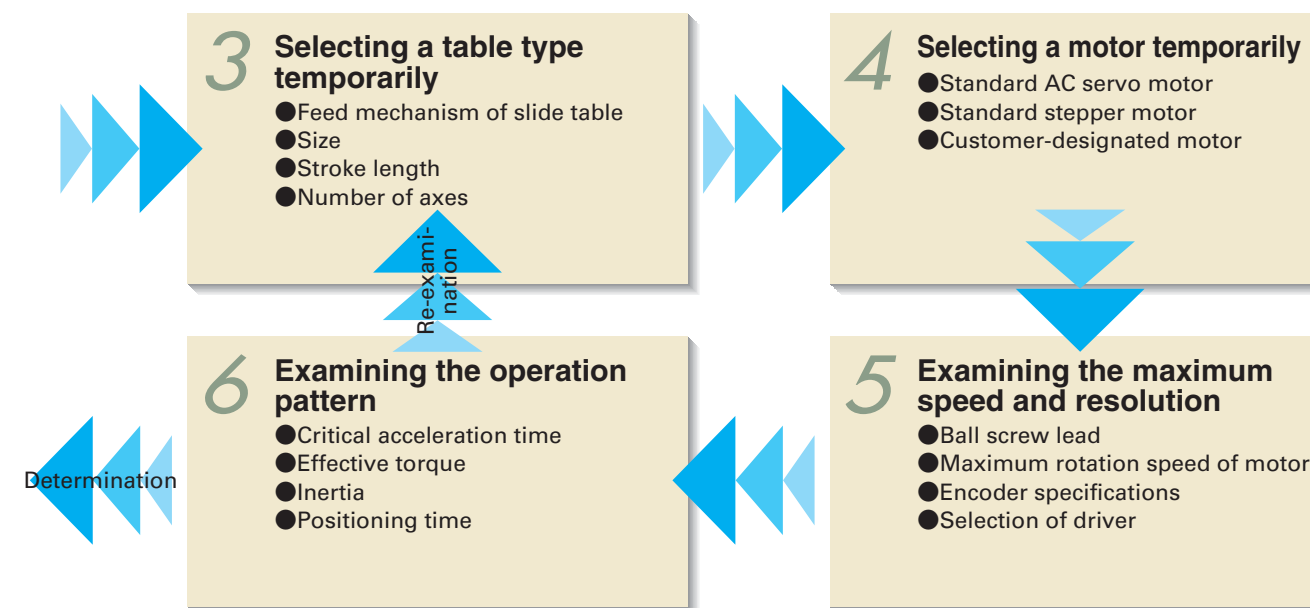 3
Selecting a table type
temporarily
●Feed mechanism of slide table
●Size
●Stroke length
●Number of axes
4
Selecting a motor temporarily
●Standard AC servo motor
●Standard stepper motor
●Customer-designated motor
5
Examining the maximum
speed and resolution
●Ball screw lead
●Maximum rotation speed of motor
●Encoder specifications
●Selection of driver
6
Examining the operation
pattern
●Critical acceleration time
●Effective torque
●Inertia
●Positioning time
Re-exami-
nation
Determination